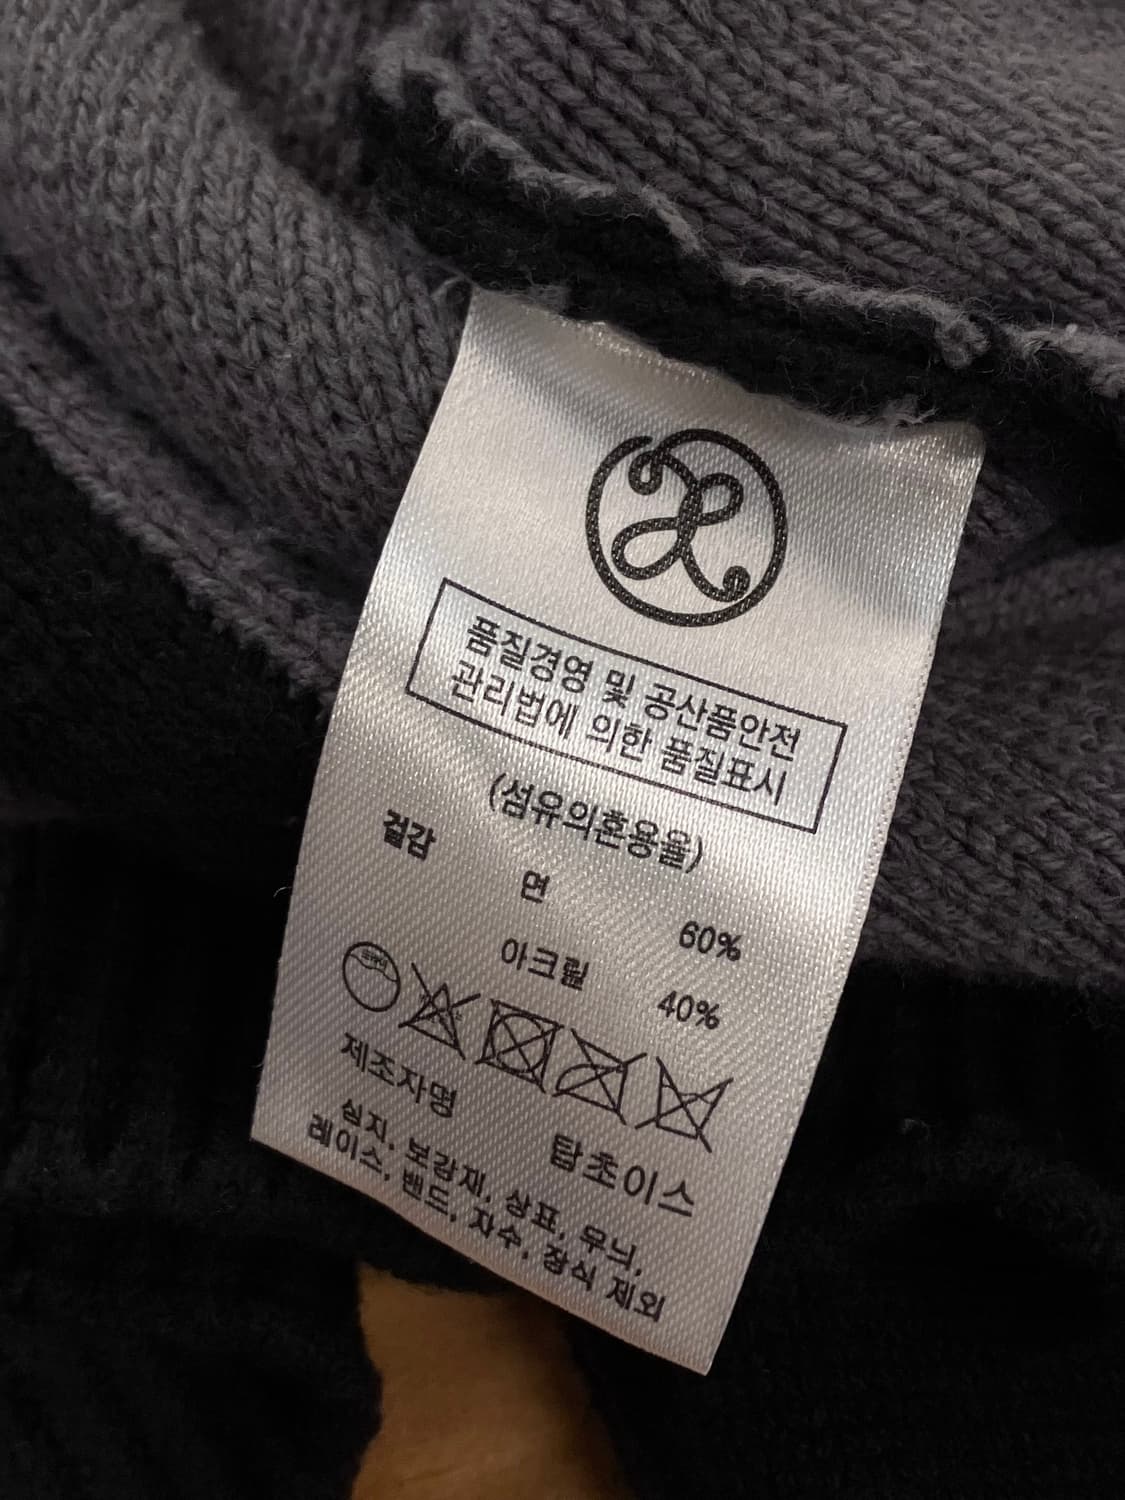 품질경영 및 공산품안전
관리법에 의한 품질표시
(섬유의혼용율)
겉감
면 60%
아크릴 40%
제조자명 탑초이스
심지, 보강재, 상표, 무늬,
레이스, 밴드, 자수, 장식 제외